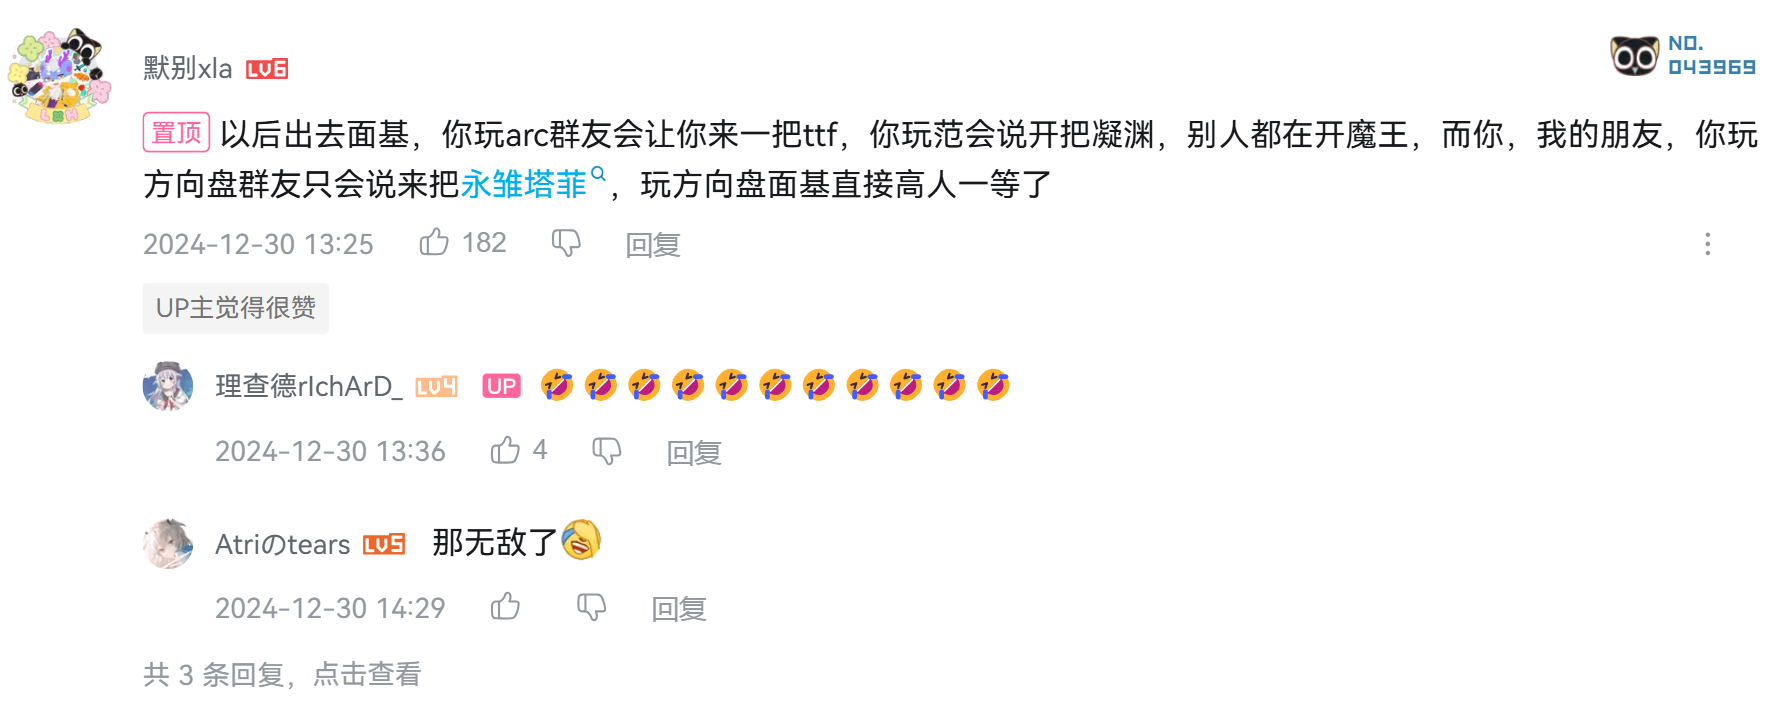 默别xla LV6
NO.
043969
置顶 以后出去面基，你玩arc群友会让你来一把ttf，你玩范会说开把凝渊，别人都在开魔王，而你，我的朋友，你玩
方向盘群友只会说来把永雏塔菲，玩方向盘面基直接高人一等了
2024-12-30 13:25 182 回复
UP主觉得很赞
理查德rIchArD_ LV4 UP 🤣🤣🤣🤣🤣🤣🤣🤣🤣🤣🤣
2024-12-30 13:36 4 回复
Atriのtears LV5 那无敌了
2024-12-30 14:29 回复
共 3 条回复，点击查看